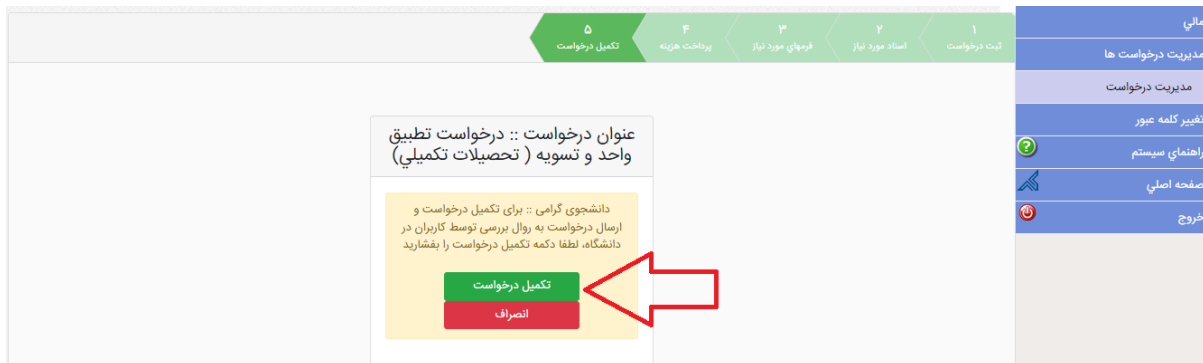 ۱
ثبت درخواست
۲
اسناد مورد نیاز
۳
فرمهاي مورد نیاز
۴
پرداخت هزینه
۵
تکمیل درخواست
مالي
مدیریت درخواست ها
مدیریت درخواست
تغییر کلمه عبور
راهنماي سیستم
صفحه اصلي
خروج
عنوان درخواست :: درخواست تطبیق
واحد و تسویه ( تحصیلات تکمیلي)
دانشجوی گرامی :: برای تکمیل درخواست و
ارسال درخواست به روال بررسی توسط کاربران در
دانشگاه، لطفا دکمه تکمیل درخواست را بفشارید
تکمیل درخواست
انصراف